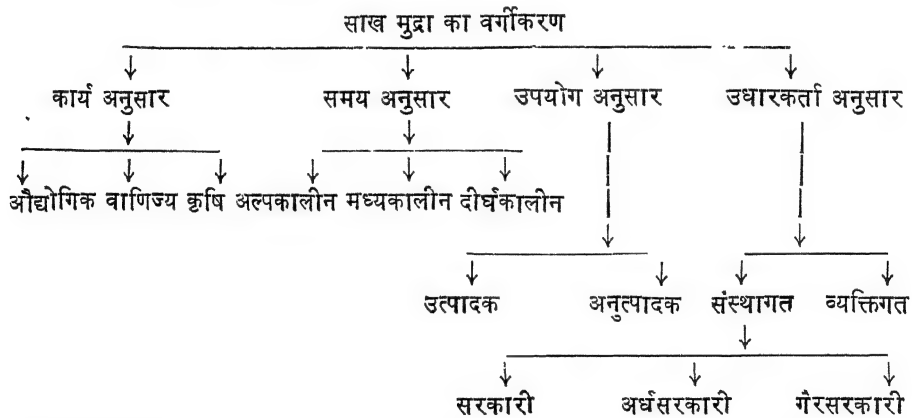 साख मुद्रा का वर्गीकरण
कार्य अनुसार समय अनुसार उपयोग अनुसार उधारकर्ता अनुसार
औद्योगिक वाणिज्य कृषि अल्पकालीन मध्यकालीन दीर्घकालीन
उत्पादक अनुत्पादक संस्थागत व्यक्तिगत
सरकारी अर्धसरकारी गैरसरकारी